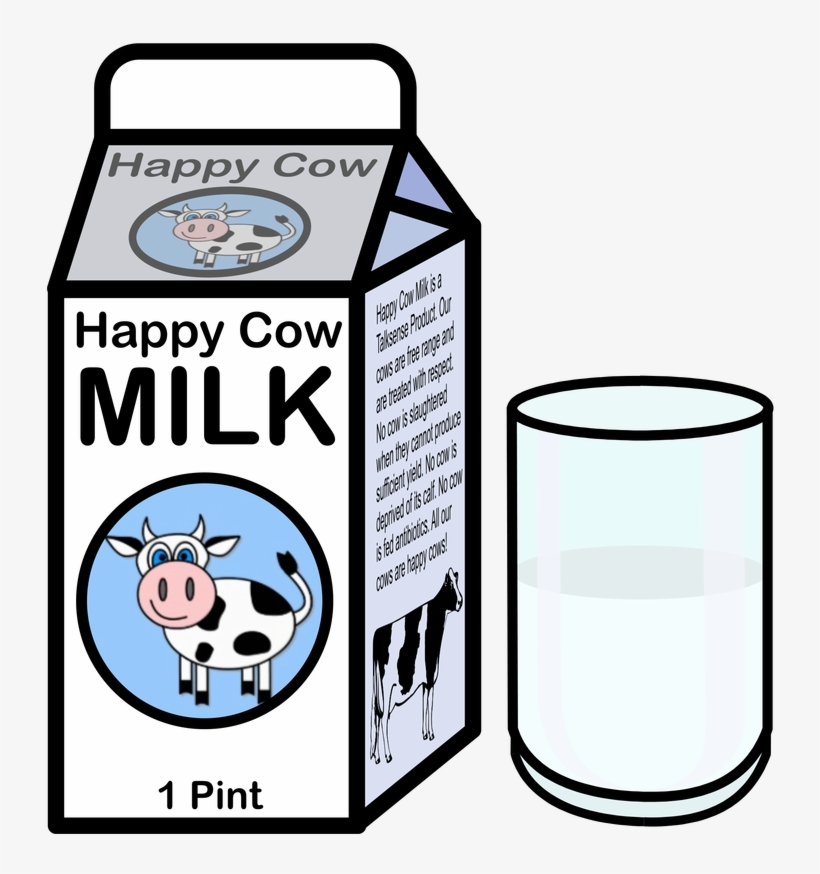 Happy Cow
Happy Cow
MILK
1 Pint
Happy Cow Milk is a
Talksense Product. Our
cows are free range and
are treated with respect.
No cow is slaughtered
when they cannot produce
sufficient yield. No cow is
deprived of its calf. No cow
is fed antibiotics. All our
cows are happy cows!